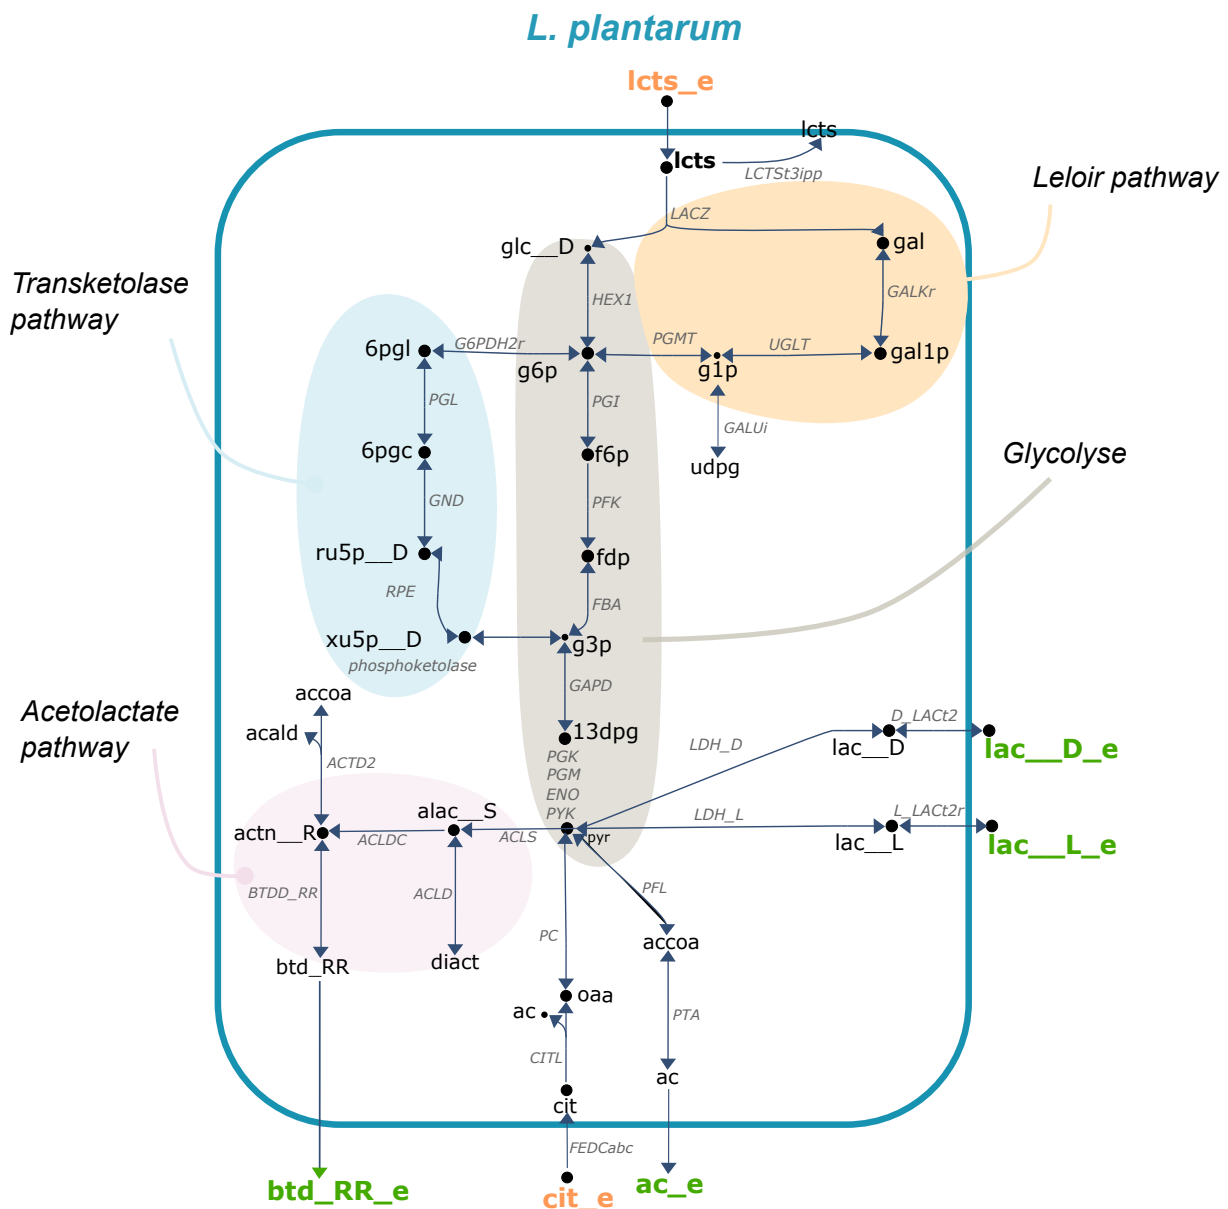 L. plantarum
lcts_e
lcts
lcts
LCTSt3ipp
Leloir pathway
LACZ
glc__D
gal
Transketolase
pathway
HEX1
GALKr
6pgl
G6PDH2r
g6p
PGMT
g1p
UGLT
gal1p
PGL
PGI
GALUi
6pgc
f6p
udpg
Glycolyse
GND
PFK
ru5p__D
fdp
RPE
FBA
xu5p__D
g3p
phosphoketolase
GAPD
accoa
Acetolactate
pathway
acald
13dpg
D_LACt2
lac__D
lac__D_e
ACTD2
PGK
PGM
ENO
PYK
LDH_D
alac__S
actn__R
ACLDC
ACLS
pyr
LDH_L
L_LACt2r
lac__L
lac__L_e
BTDD_RR
ACLD
PFL
PC
accoa
btd_RR
diact
oaa
ac
PTA
CITL
ac
cit
FEDCabc
btd_RR_e
cit_e
ac_e